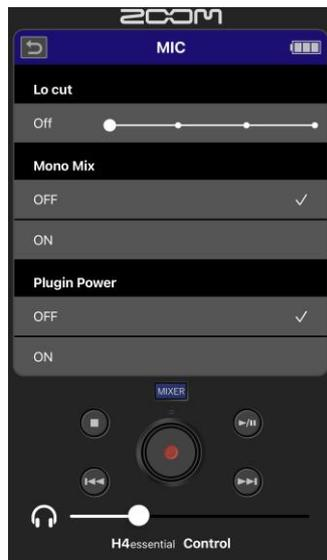 ZOOM
MIC
Lo cut
Off
Mono Mix
OFF
ON
Plugin Power
OFF
ON
MIXER
H4essential Control